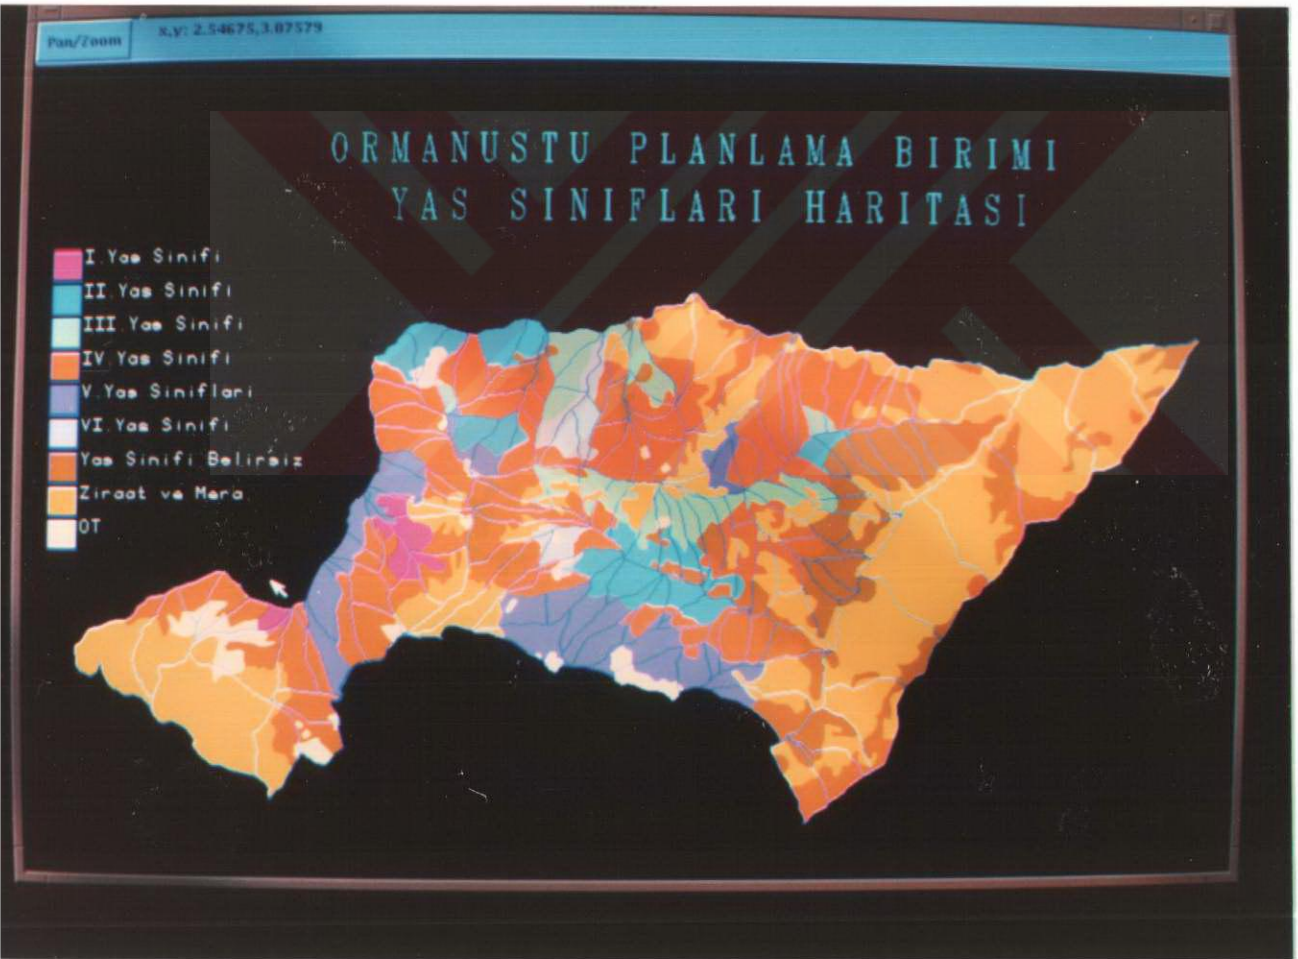 Pan/Zoom
x,y: 2.54675,3.07579
ORMANUSTU PLANLAMA BIRIMI
YAS SINIFLARI HARITASI
I.Yas Sinifi
II.Yas Sinifi
III.Yas Sinifi
IV.Yas Sinifi
V.Yas Siniflari
VI.Yas Sinifi
Yas Sinifi Belirsiz
Ziraat ve Mera
OT